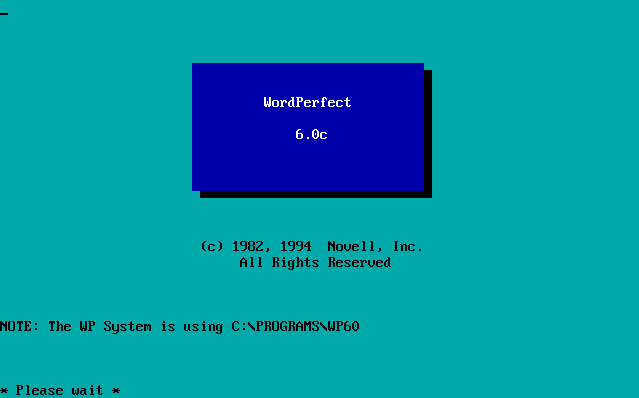 WordPerfect
6.0c
(c) 1982, 1994  Novell, Inc.
All Rights Reserved
NOTE: The WP System is using C:\PROGRAMS\WP60
* Please wait *